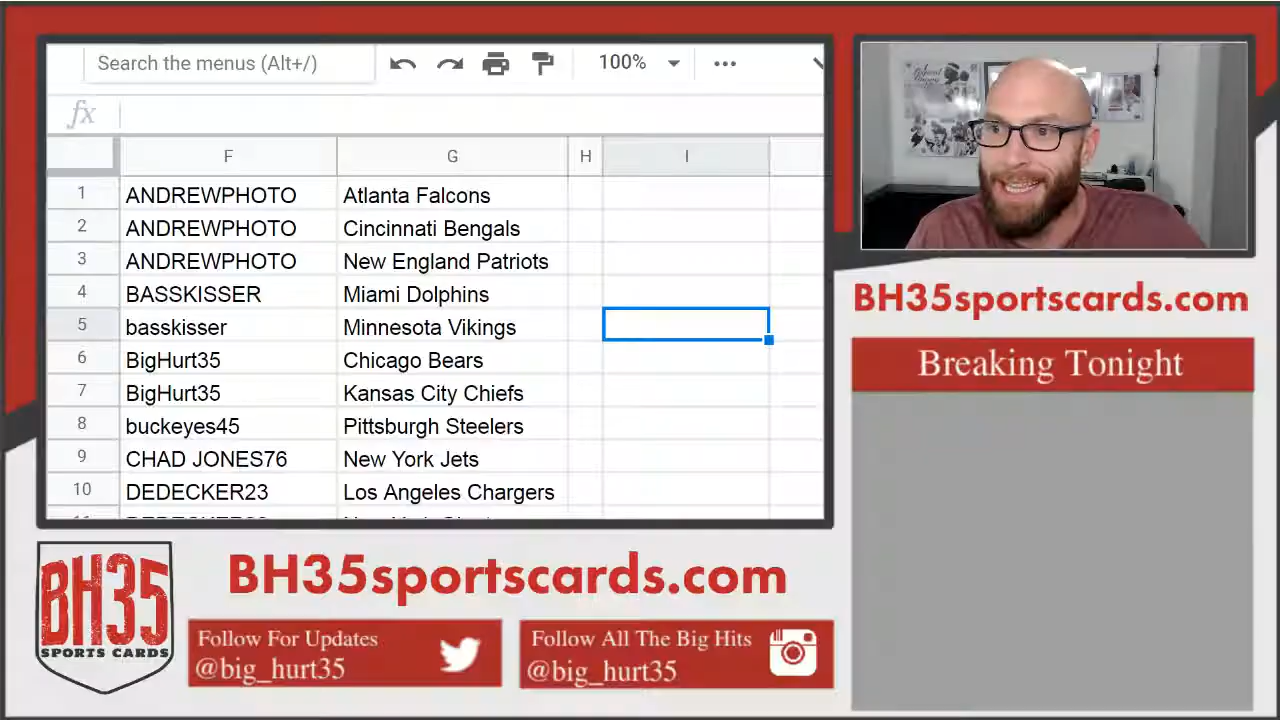 Search the menus (Alt+/)
100%
fx
F G H I
1 ANDREWPHOTO Atlanta Falcons
2 ANDREWPHOTO Cincinnati Bengals
3 ANDREWPHOTO New England Patriots
4 BASSKISSER Miami Dolphins
5 basskisser Minnesota Vikings
6 BigHurt35 Chicago Bears
7 BigHurt35 Kansas City Chiefs
8 buckeyes45 Pittsburgh Steelers
9 CHAD JONES76 New York Jets
10 DEDECKER23 Los Angeles Chargers
BH35sportscards.com
Breaking Tonight
BH35
SPORTS CARDS
BH35sportscards.com
Follow For Updates
@big_hurt35
Follow All The Big Hits
@big_hurt35